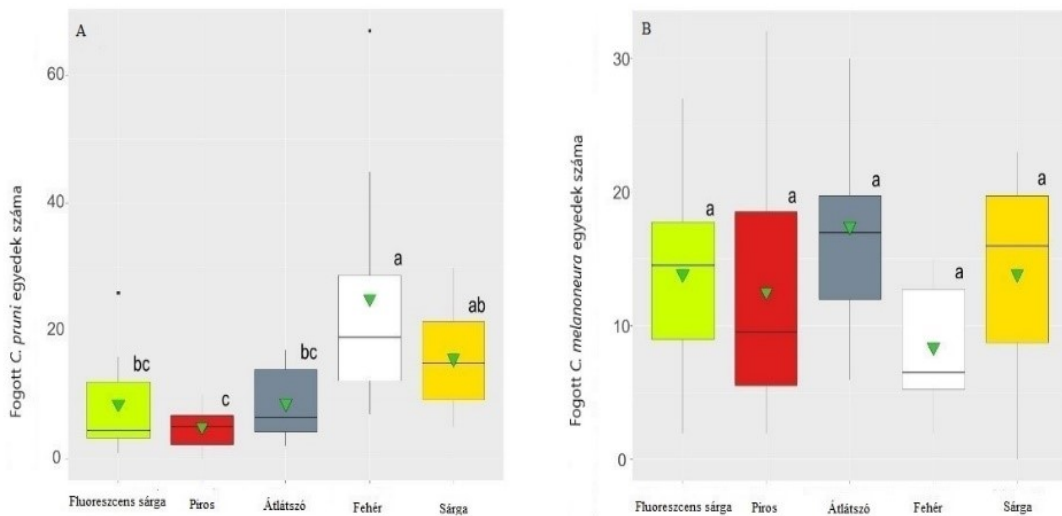 A
Fogott C. pruni egyedek száma
60
40
20
0
bc
c
bc
a
ab
Fluoreszcens sárga
Piros
Átlátszó
Fehér
Sárga
B
Fogott C. melanoneura egyedek száma
30
20
10
0
a
a
a
a
a
Fluoreszcens sárga
Piros
Átlátszó
Fehér
Sárga